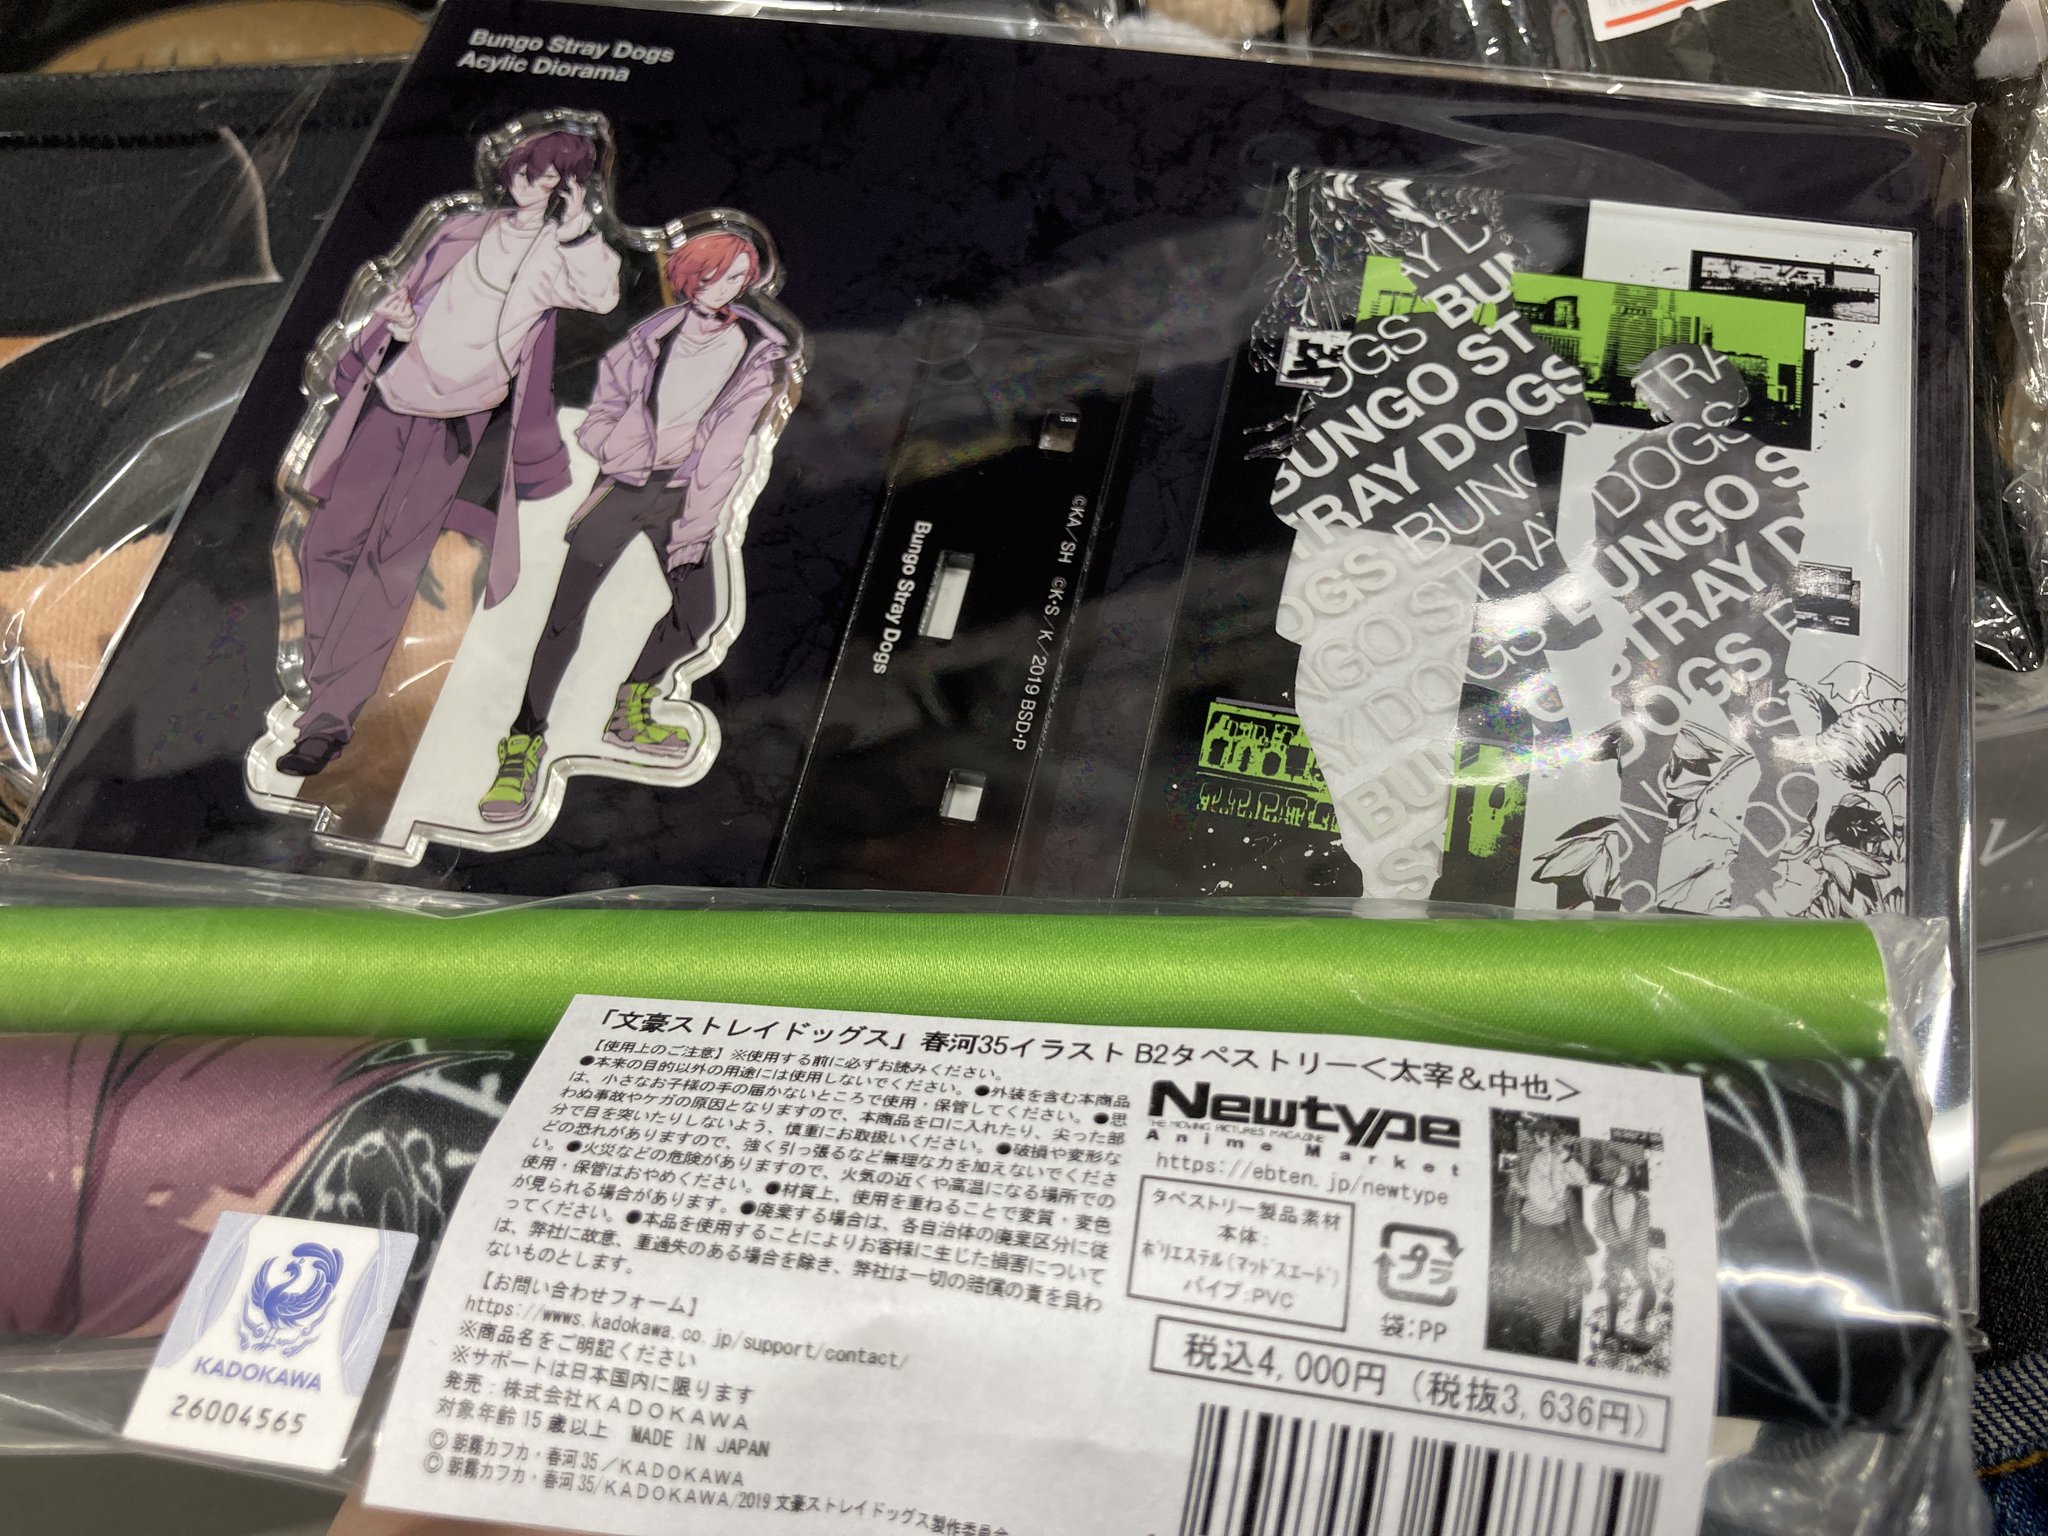 Bungo Stray Dogs
Acylic Diorama
Bungo Stray Dogs
©KA/SH ©K・S/K/2019 BSD-P
AY D
BUN
OGS
BUNGO ST
BUNGO
STRAY DOGS
TRAY
BUNGO
DOGS
STRAY
DOGS
BUNGO S
STRAY D
DOGS B
「文豪ストレイドッグス」春河35イラスト B2タペストリー<太宰&中也>
【使用上のご注意】※使用する前に必ずお読みください。
●本来の目的以外の用途には使用しないでください。●外装を含む本商品
は、小さなお子様の手の届かないところで使用・保管してください。●思
わぬ事故やケガの原因となりますので、本商品を口に入れたり、尖った部
分で目を突いたりしないよう、慎重にお取扱いください。●破損や変形な
どの恐れがありますので、強く引っ張るなど無理な力を加えないでくださ
い。●火災などの危険がありますので、火気の近くや高温になる場所での
使用・保管はおやめください。●材質上、使用を重ねることで変質・変色
が見られる場合があります。●廃棄する場合は、各自治体の廃棄区分に従
ってください。●本品を使用することによりお客様に生じた損害について
は、弊社に故意、重過失のある場合を除き、弊社は一切の賠償の責を負わ
ないものとします。
【お問い合わせフォーム】
https://wwws.kadokawa.co.jp/support/contact/
※商品名をご明記ください
※サポートは日本国内に限ります
発売:株式会社KADOKAWA
対象年齢15歳以上 MADE IN JAPAN
©朝霧カフカ・春河35/KADOKAWA
©朝霧カフカ・春河35/KADOKAWA/2019文豪ストレイドッグス製作委員会
Newtype
THE MOVING PICTURES MAGAZINE
Anime Market
https://ebten.jp/newtype
タペストリー製品素材
本体:
ポリエステル(マッドスエード)
パイプ:PVC
プラ
袋:PP
税込4,000円(税抜3,636円)
KADOKAWA
26004565